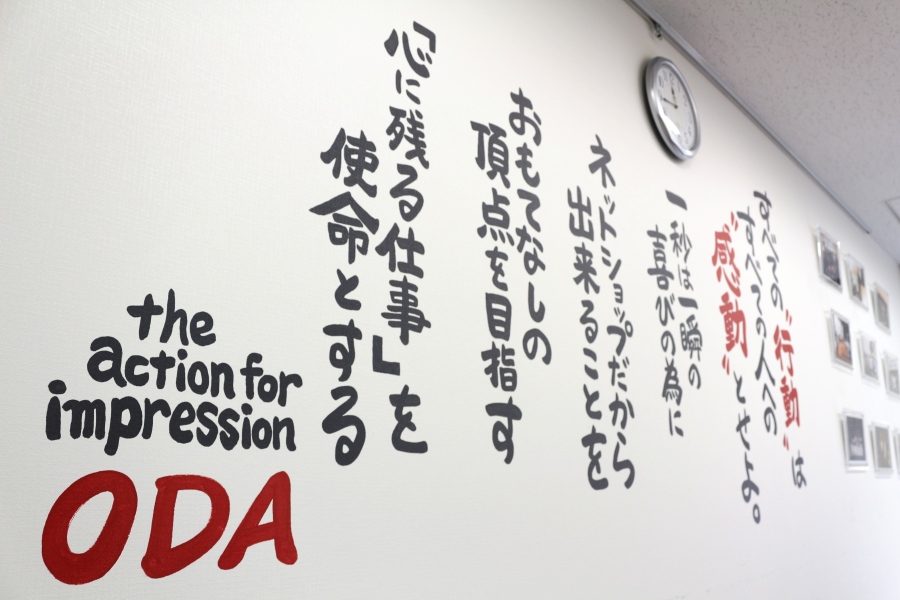 すべての"行動"は
すべての人への
"感動"とせよ。
一秒は一瞬の
喜びの為に
ネットショップだから
出来ることを
おもてなしの
頂点を目指す
「心に残る仕事」を
使命とする
the
action for
impression
ODA